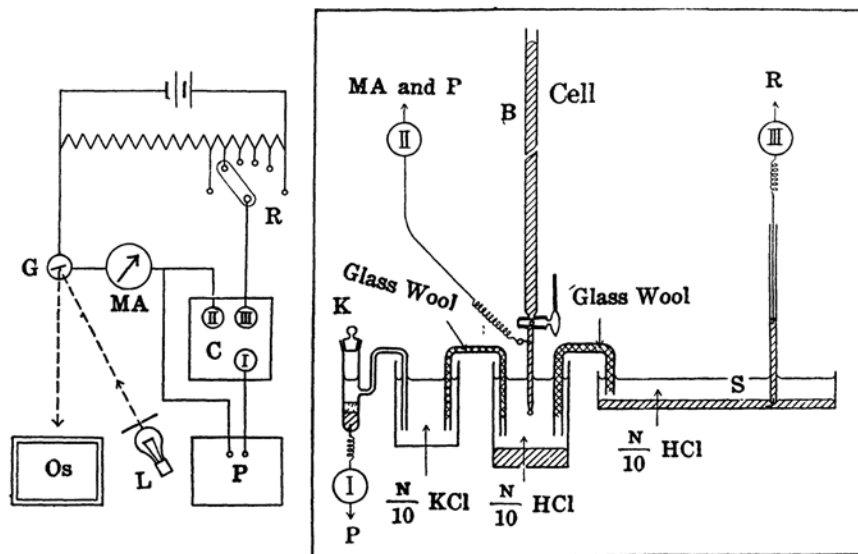 R
G
MA
II
III
C
I
Os
L
P
MA and P
II
B
Cell
R
III
Glass Wool
Glass Wool
K
S
N/10 HCl
I
N/10 KCl
N/10 HCl
P